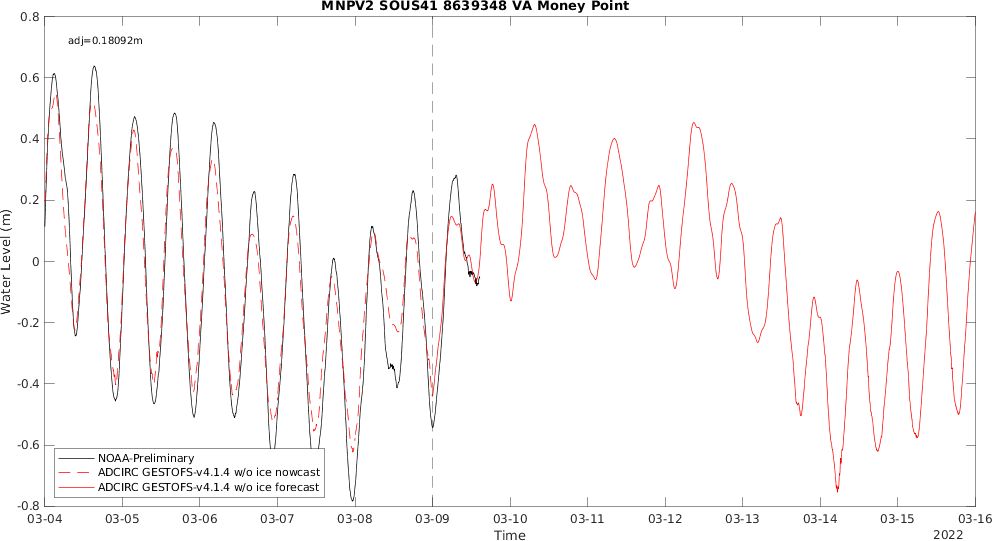 MNPV2 SOUS41 8639348 VA Money Point
adj=0.18092m
0.8
0.6
0.4
0.2
0
-0.2
-0.4
-0.6
-0.8
Water Level (m)
NOAA-Preliminary
ADCIRC GESTOFS-v4.1.4 w/o ice nowcast
ADCIRC GESTOFS-v4.1.4 w/o ice forecast
03-04 03-05 03-06 03-07 03-08 03-09 03-10 03-11 03-12 03-13 03-14 03-15 03-16
Time
2022